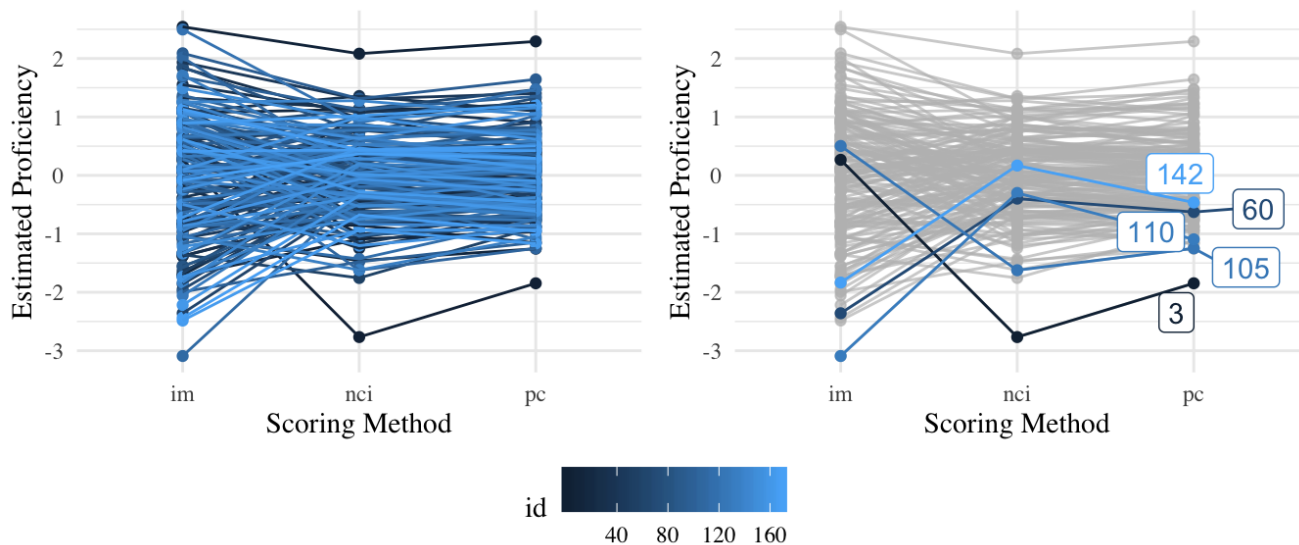 Estimated Proficiency
2
1
0
-1
-2
-3
im
nci
pc
Scoring Method
Estimated Proficiency
2
1
0
-1
-2
-3
142
60
110
105
3
im
nci
pc
Scoring Method
id
40
80
120
160